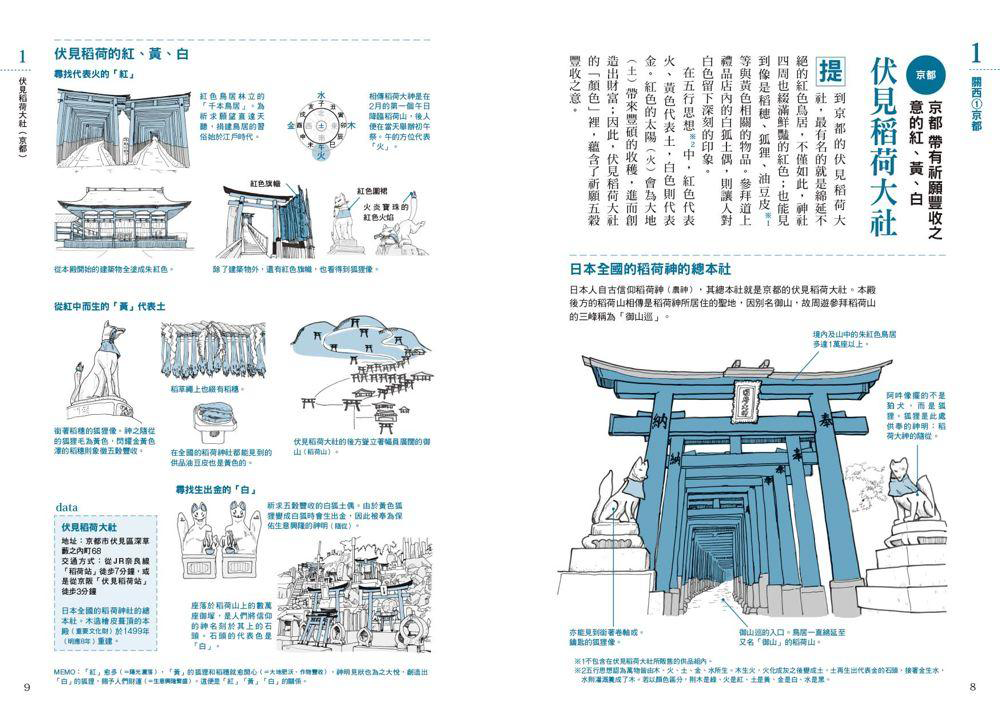 1
關西①京都
京都
京都 帶有祈願豐收之
意的紅、黃、白
伏見稻荷大社
提到京都的伏見稻荷大
社，最有名的就是綿延不
絕的紅色鳥居，不僅如此，神社
四周也綴滿鮮豔的紅色；也能見
到像是稻穗、狐狸、油豆皮※1
等與黃色相關的物品。參拜道上
禮品店內的白狐土偶，則讓人對
白色留下深刻的印象。
在五行思想※2中，紅色代表
火、黃色代表土，白色則代表
金。紅色的太陽（火）會為大地
（土）帶來豐碩的收穫，進而創
造出財富；因此，伏見稻荷大社
的「顏色」裡，蘊含了祈願五穀
豐收之意。
日本全國的稻荷神的總本社
日本人自古信仰稻荷神（農神），其總本社就是京都的伏見稻荷大社。本殿
後方的稻荷山相傳是稻荷神所居住的聖地，因別名御山，故周遊參拜稻荷山
的三峰稱為「御山巡」。
境內及山中的朱紅色鳥居
多達1萬座以上。
阿吽像擺的不是
狛犬，而是狐
狸。狐狸是此處
供奉的神明：稻
荷大神的隨從。
納
奉
納
奉
亦能見到銜著卷軸或
鑰匙的狐狸像。
御山巡的入口。鳥居一直綿延至
又名「御山」的稻荷山。
※1不包含在伏見稻荷大社所販售的供品組內。
※2五行思想認為萬物皆由木、火、土、金、水所生。木生火，火化成灰之後變成土，土再生出代表金的石頭，接著金生水，
水則灌溉養成了木。若以顏色區分，則木是綠、火是紅、土是黃、金是白、水是黑。
8
1
伏見稻荷大社（京都）
伏見稻荷的紅、黃、白
尋找代表火的「紅」
紅色鳥居林立的
「千本鳥居」。為
祈求願望直達天
聽，捐建鳥居的習
俗始於江戶時代。
水
金
土
木
火
相傳稻荷大神是在
2月的第一個午日
降臨稻荷山，後人
便在當天舉辦初午
祭。午的方位代表
「火」。
從本殿開始的建築物全塗成朱紅色。
紅色旗幟
紅色圍裙
火炎寶珠的
紅色火焰
除了建築物外，還有紅色旗幟，也看得到狐狸像。
從紅中而生的「黃」代表土
銜著稻穗的狐狸像。神之隨從
的狐狸毛為黃色，閃耀金黃色
澤的稻穗則象徵五穀豐收。
稻草繩上也綴有稻穗。
在全國的稻荷神社都能見到的
供品油豆皮也是黃色的。
伏見稻荷大社的後方聳立著幅員廣闊的御
山（稻荷山）。
尋找生出金的「白」
祈求五穀豐收的白狐土偶。由於黃色狐
狸變成白狐時會生出金，因此被奉為保
佑生意興隆的神明（隨從）。
座落於稻荷山上的數萬
座御塚，是人們將信仰
的神名刻於其上的石
頭。石頭的代表色是
「白」。
data
伏見稻荷大社
地址：京都市伏見區深草
藪之內町68
交通方式：從JR奈良線
「稻荷站」徒步7分鐘，或
是從京阪「伏見稻荷站」
徒步3分鐘
日本全國的稻荷神社的總
本社。木造檜皮葺頂的本
殿（重要文化財）於1499年
（明應8年）重建。
MEMO：「紅」愈多（＝陽光灑落），「黃」的狐狸和稻穗就愈開心（＝大地肥沃、作物豐收），神明見狀也為之大悅，創造出
「白」的狐狸，賜予人們財運（＝生意興隆繁盛）。這便是「紅」「黃」「白」的關係。
9